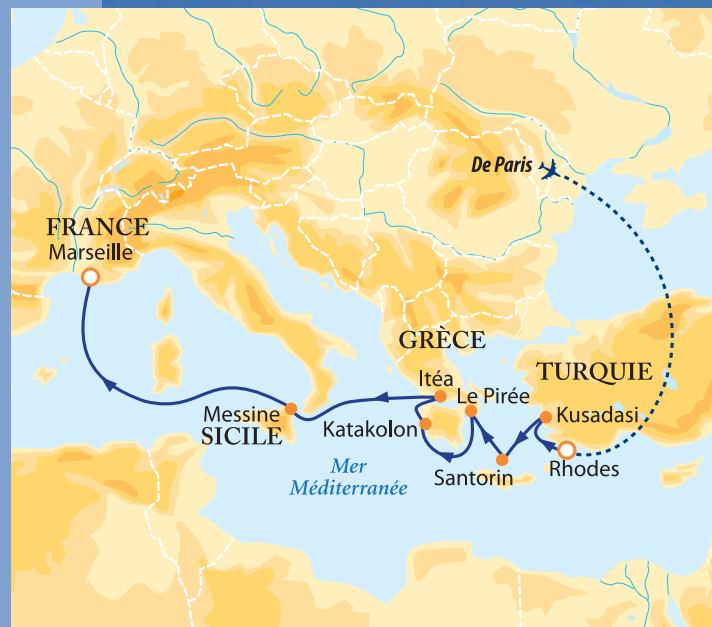 De Paris
FRANCE
Marseille
GRÈCE
Itéa
TURQUIE
Le Pirée
Messine
Kusadasi
SICILE
Katakolon
Mer
Méditerranée
Santorin
Rhodes